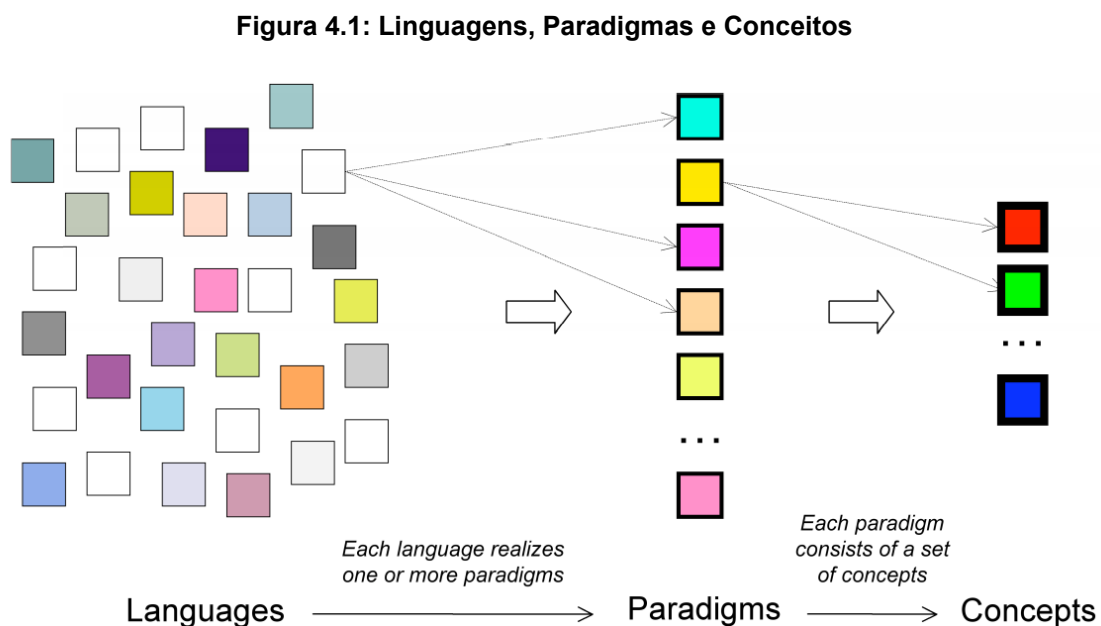 Figura 4.1: Linguagens, Paradigmas e Conceitos
. . .
. . .
Each language realizes
one or more paradigms
Each paradigm
consists of a set
of concepts
Languages
Paradigms
Concepts